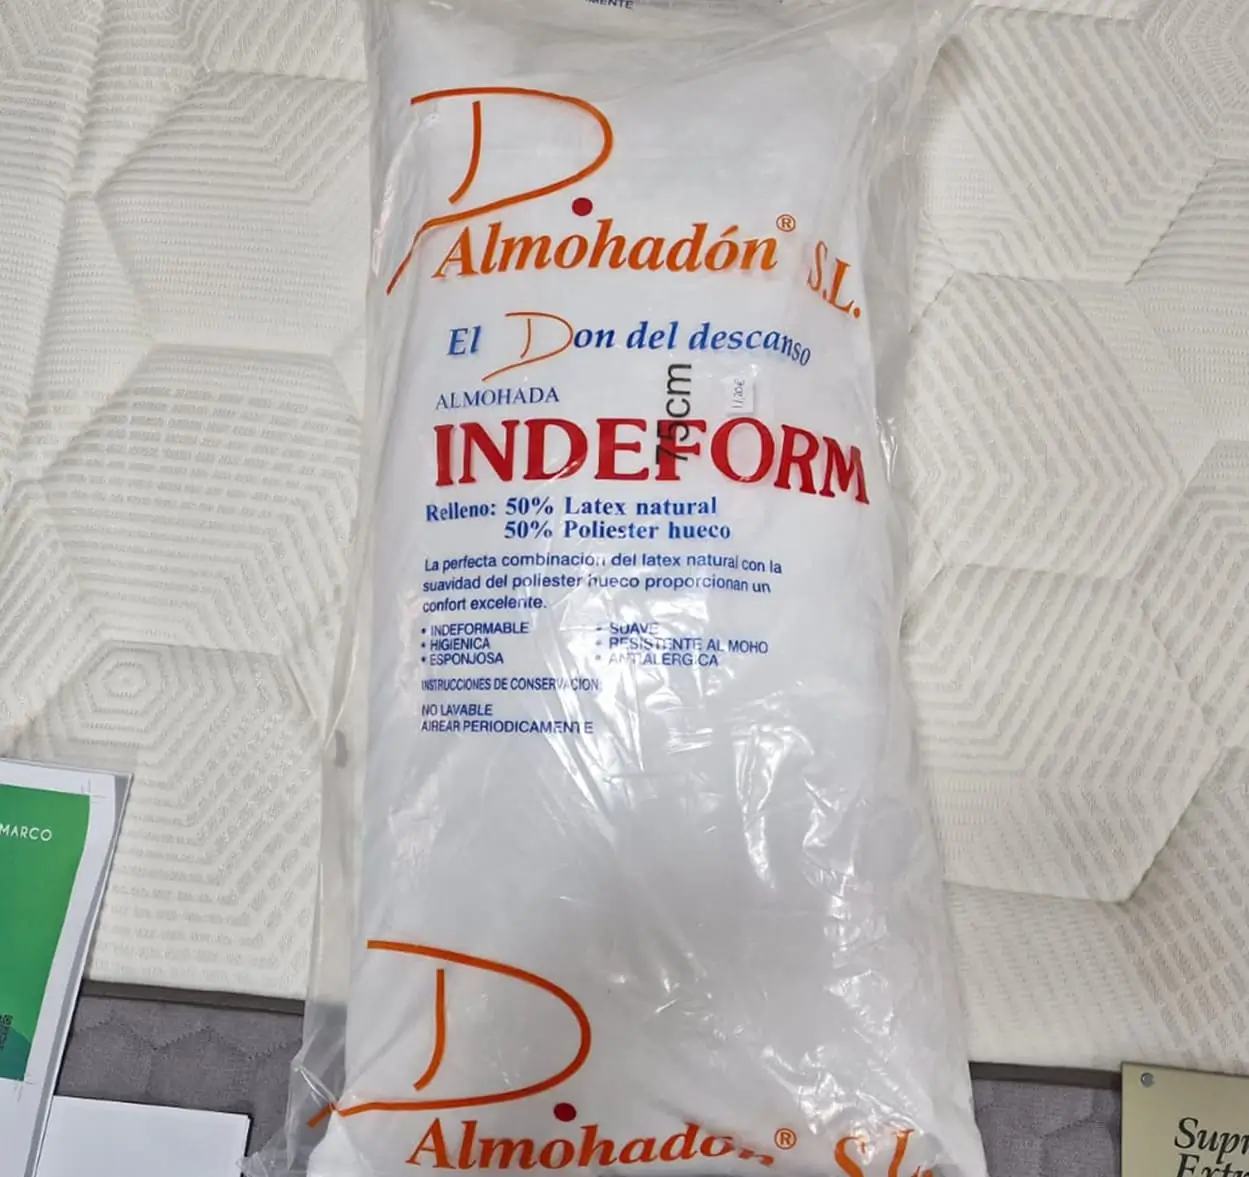 D.
Almohadón® S.L.
El Don del descanso
ALMOHADA
75cm
INDEFORM
Relleno: 50% Latex natural
50% Poliester hueco
La perfecta combinación del latex natural con la
suavidad del poliester hueco proporcionan un
confort excelente.
• INDEFORMABLE
• HIGIENICA
• ESPONJOSA
• SUAVE
• RESISTENTE AL MOHO
• ANTIALERGICA
INSTRUCCIONES DE CONSERVACION:
NO LAVABLE
AIREAR PERIODICAMENTE
D.
Almohadón® S.L.
MARCO